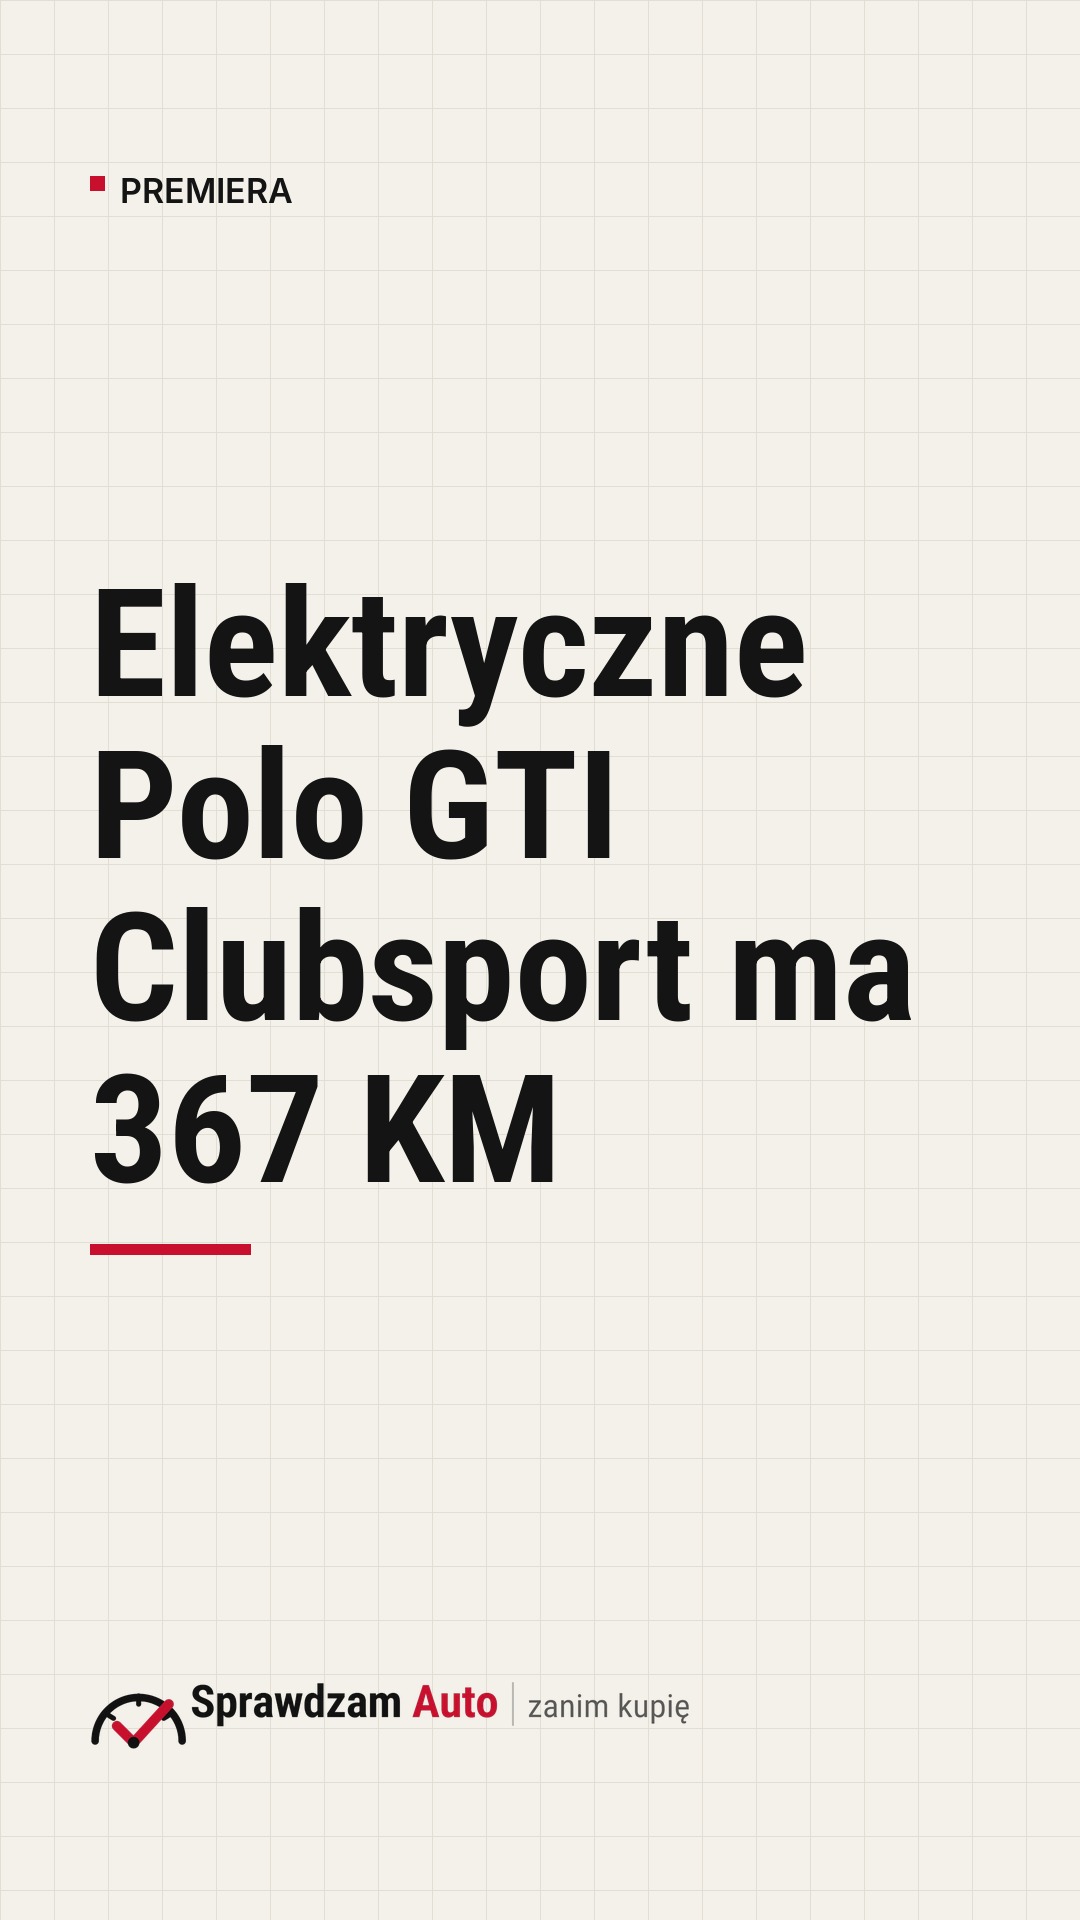 PREMIERA
Elektryczne
Polo GTI
Clubsport ma
367 KM
Sprawdzam Auto | zanim kupię